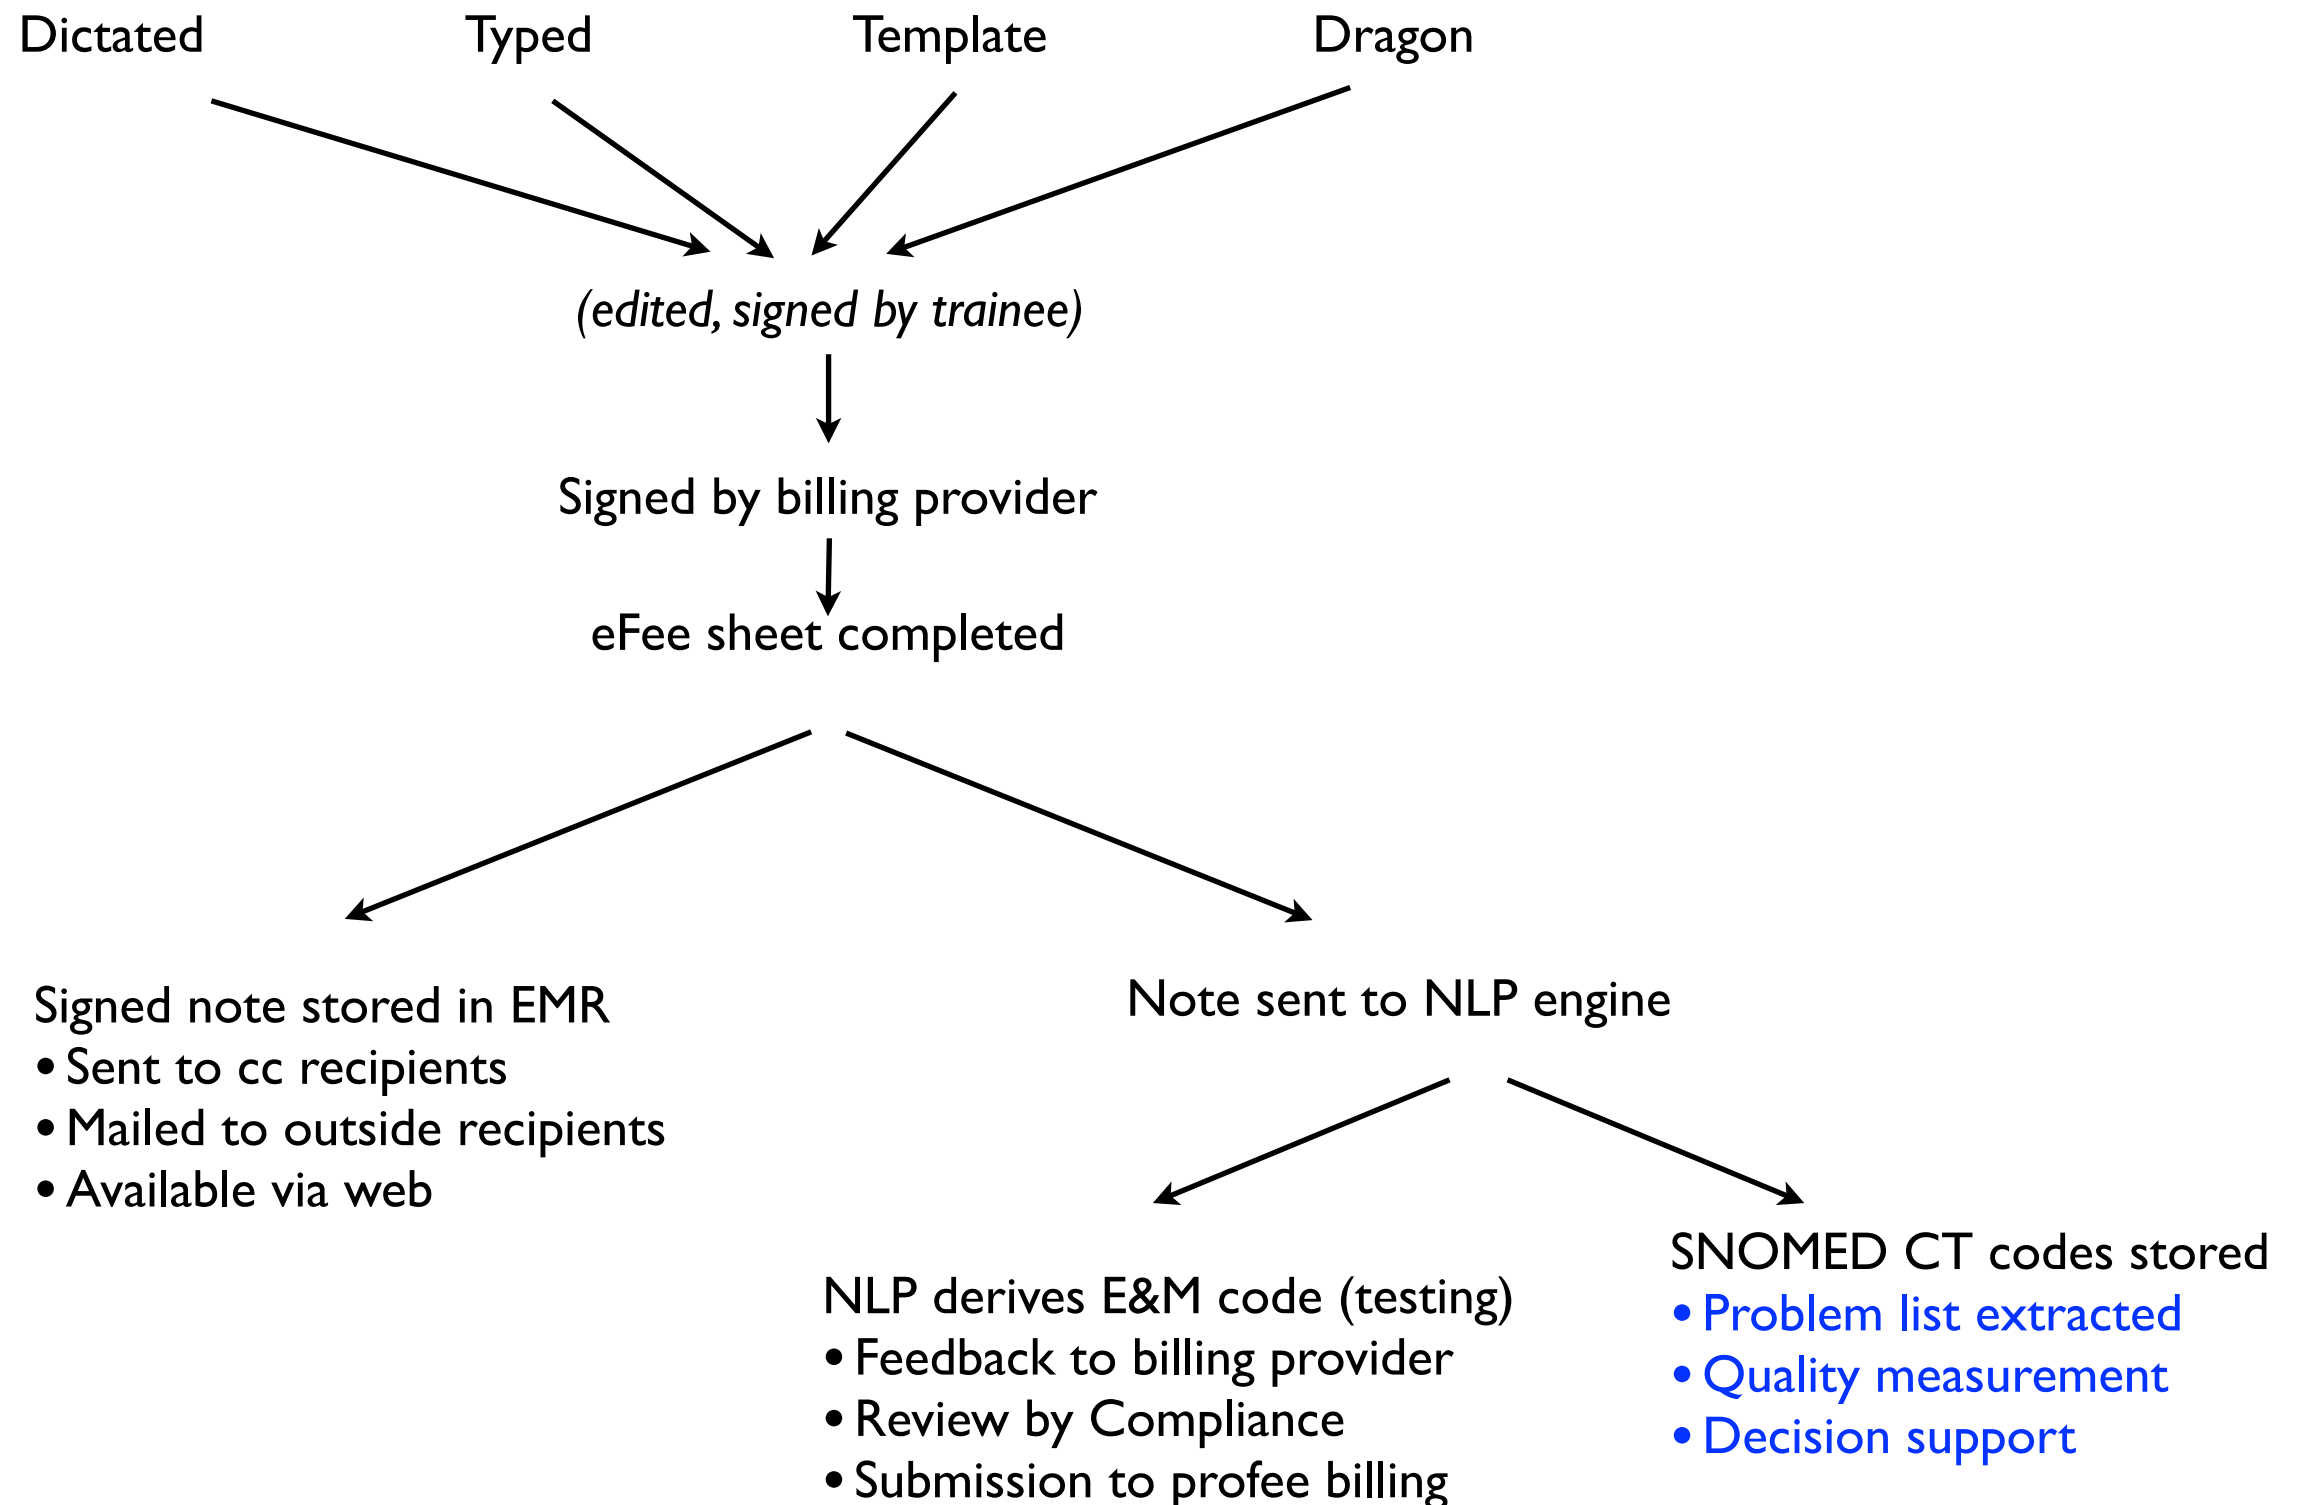 Dictated
Typed
Template
Dragon
(edited, signed by trainee)
Signed by billing provider
eFee sheet completed
Signed note stored in EMR
• Sent to cc recipients
• Mailed to outside recipients
• Available via web
Note sent to NLP engine
NLP derives E&M code (testing)
• Feedback to billing provider
• Review by Compliance
• Submission to profee billing
SNOMED CT codes stored
• Problem list extracted
• Quality measurement
• Decision support